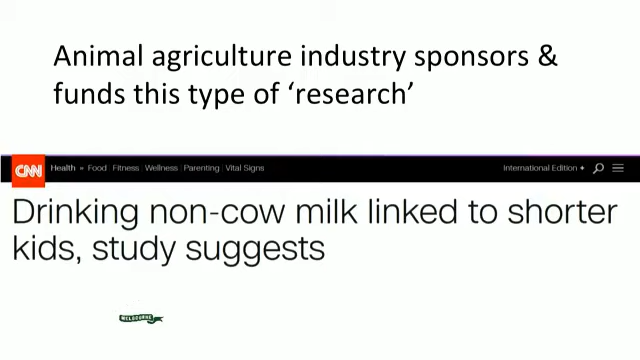 Animal agriculture industry sponsors &
funds this type of ‘research’
CNN Health » Food Fitness Wellness Parenting Vital Signs International Edition
Drinking non-cow milk linked to shorter
kids, study suggests
MELBOURNE